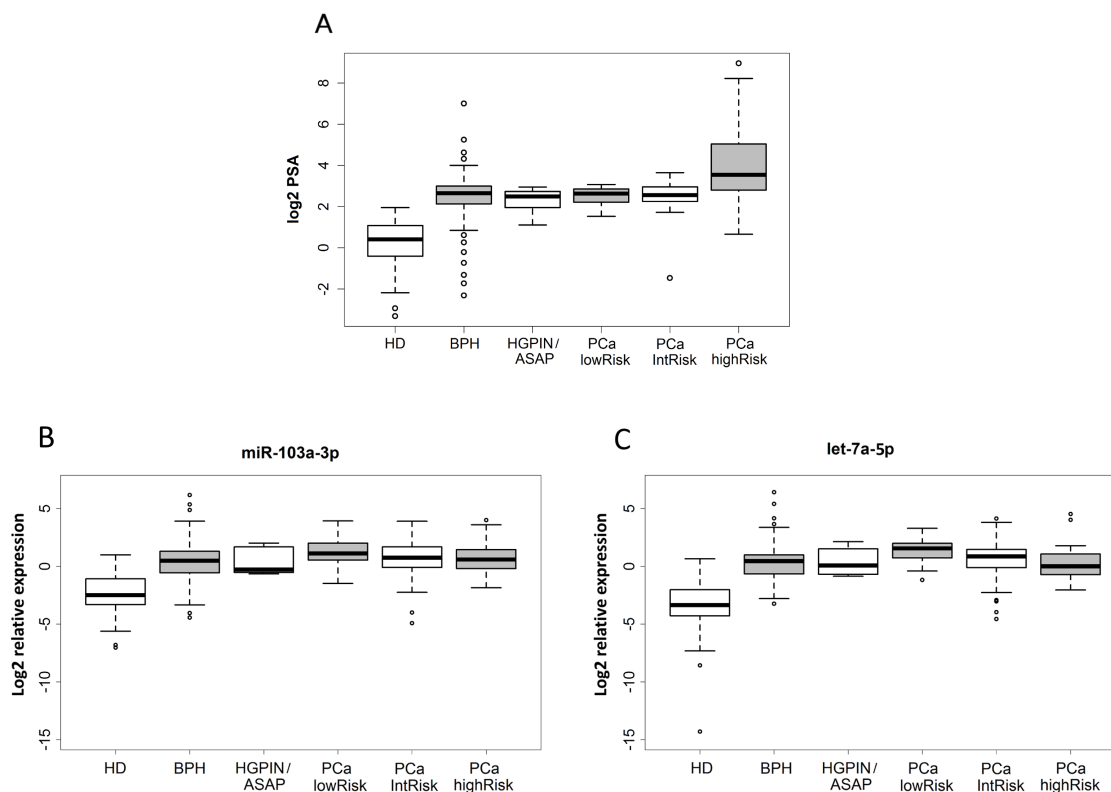 A
log2 PSA
8
6
4
2
0
-2
HD
BPH
HGPIN/
ASAP
PCa
lowRisk
PCa
IntRisk
PCa
highRisk
B
miR-103a-3p
Log2 relative expression
5
0
-5
-10
-15
HD
BPH
HGPIN/
ASAP
PCa
lowRisk
PCa
IntRisk
PCa
highRisk
C
let-7a-5p
Log2 relative expression
5
0
-5
-10
-15
HD
BPH
HGPIN/
ASAP
PCa
lowRisk
PCa
IntRisk
PCa
highRisk